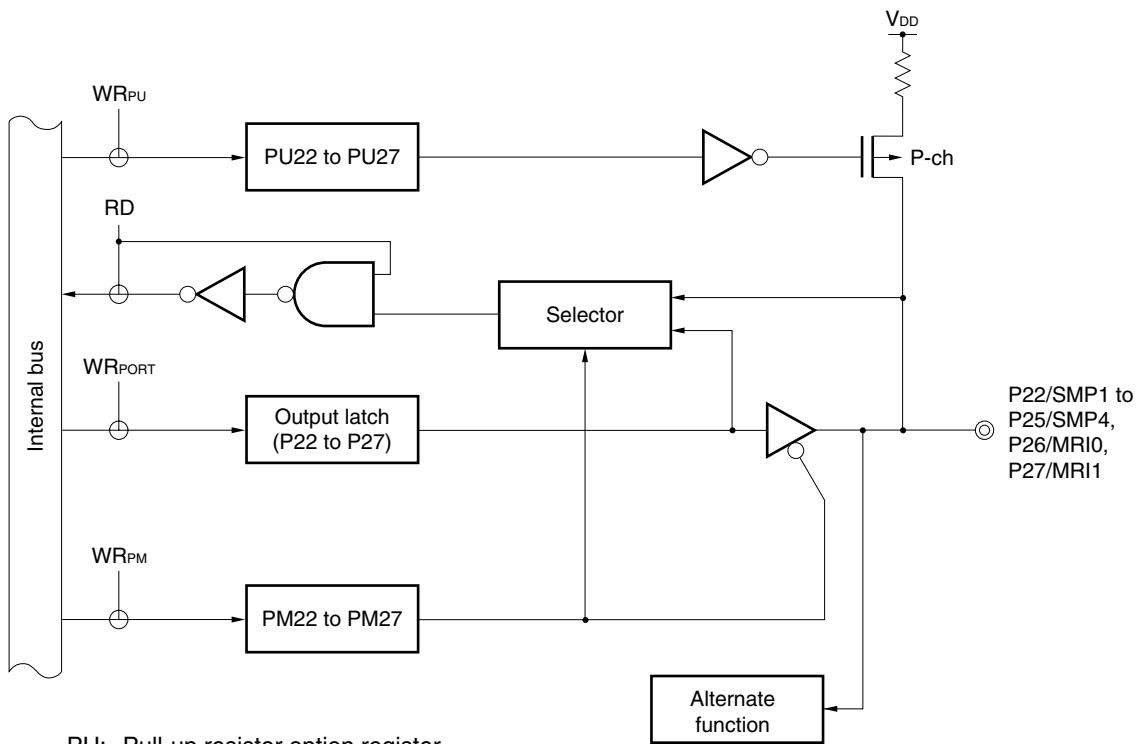 VDD
WRPU
PU22 to PU27
P-ch
RD
Selector
Internal bus
WRPORT
Output latch
(P22 to P27)
P22/SMP1 to
P25/SMP4,
P26/MRI0,
P27/MRI1
WRPM
PM22 to PM27
Alternate
function
PU: Pull-up resistor option register